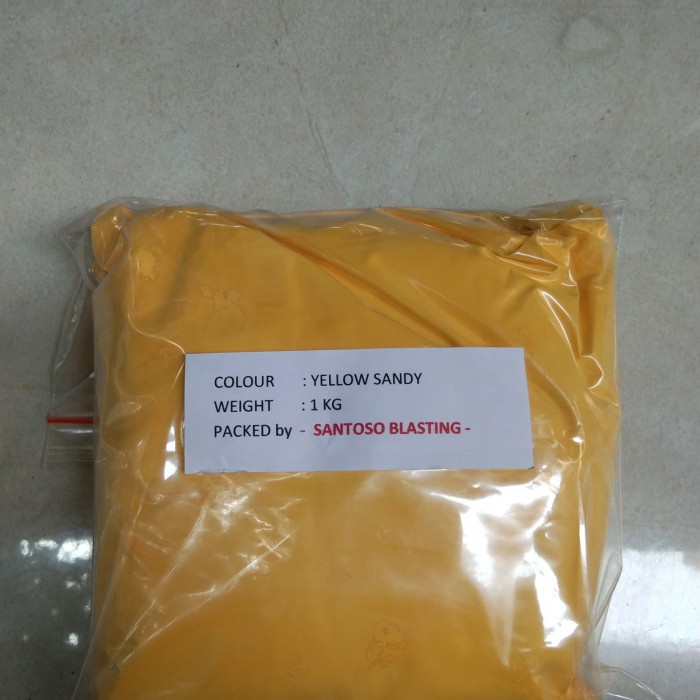 COLOUR : YELLOW SANDY
WEIGHT : 1 KG
PACKED by - SANTOSO BLASTING -